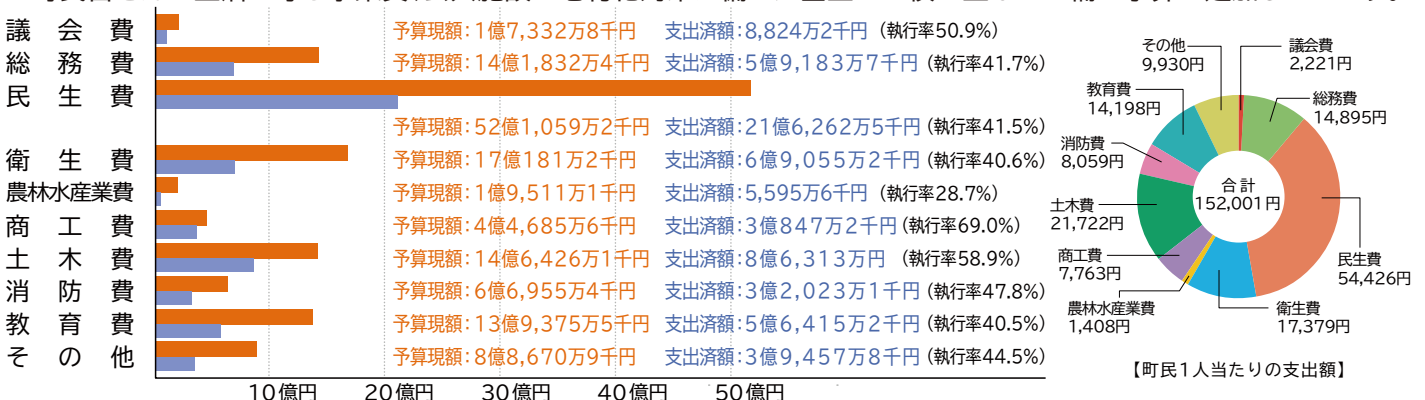 議会費 予算現額:1億7,332万8千円 支出済額:8,824万2千円 (執行率50.9%)
総務費 予算現額:14億1,832万4千円 支出済額:5億9,183万7千円 (執行率41.7%)
民生費
予算現額:52億1,059万2千円 支出済額:21億6,262万5千円 (執行率41.5%)
衛生費 予算現額:17億181万2千円 支出済額:6億9,055万2千円 (執行率40.6%)
農林水産業費 予算現額:1億9,511万1千円 支出済額:5,595万6千円 (執行率28.7%)
商工費 予算現額:4億4,685万6千円 支出済額:3億847万2千円 (執行率69.0%)
土木費 予算現額:14億6,426万1千円 支出済額:8億6,313万円 (執行率58.9%)
消防費 予算現額:6億6,955万4千円 支出済額:3億2,023万1千円 (執行率47.8%)
教育費 予算現額:13億9,375万5千円 支出済額:5億6,415万2千円 (執行率40.5%)
その他 予算現額:8億8,670万9千円 支出済額:3億9,457万8千円 (執行率44.5%)
10億円 20億円 30億円 40億円 50億円
議会費
2,221円
総務費
14,895円
民生費
54,426円
衛生費
17,379円
農林水産業費
1,408円
商工費
7,763円
土木費
21,722円
消防費
8,059円
教育費
14,198円
その他
9,930円
合計
152,001円
【町民1人当たりの支出額】